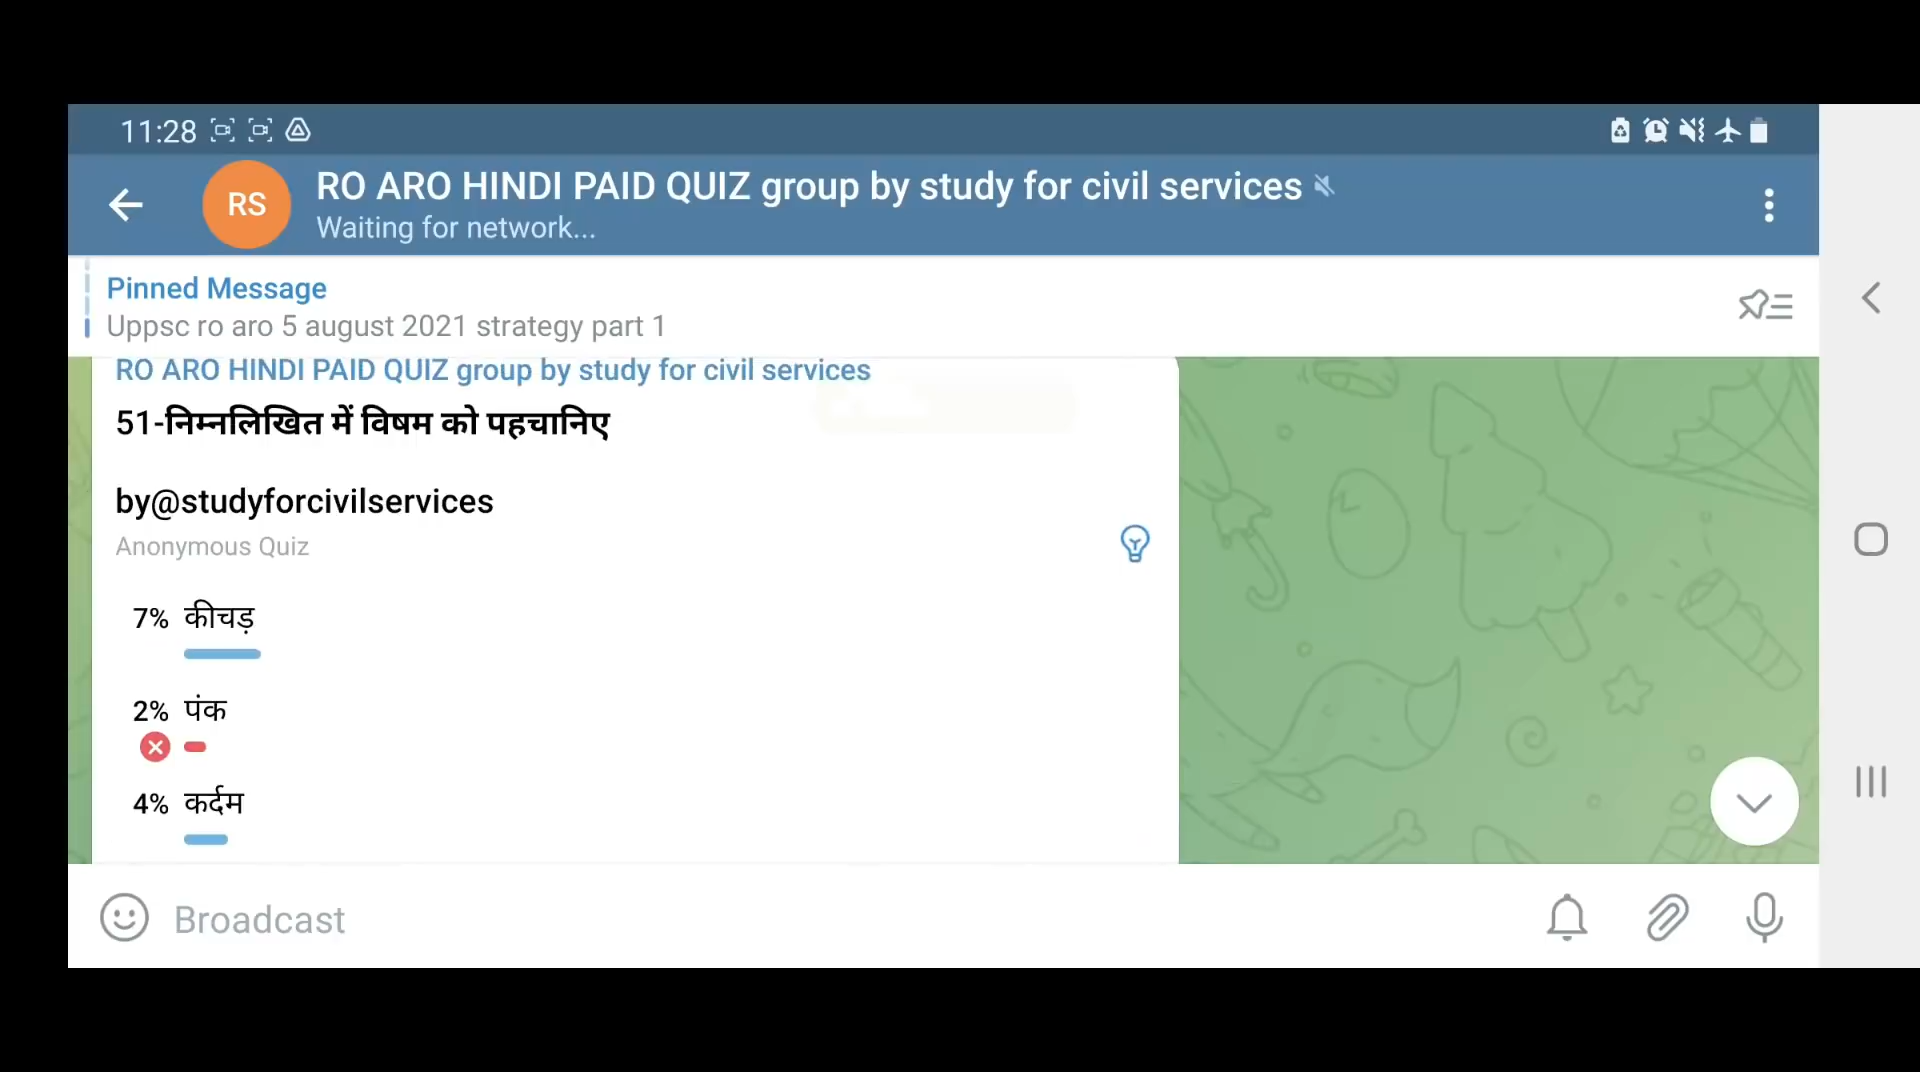 11:28
RS
RO ARO HINDI PAID QUIZ group by study for civil services
Waiting for network...
Pinned Message
Uppsc ro aro 5 august 2021 strategy part 1
RO ARO HINDI PAID QUIZ group by study for civil services
51-निम्नलिखित में विषम को पहचानिए
by@studyforcivilservices
Anonymous Quiz
7% कीचड़
2% पंक
4% कर्दम
Broadcast